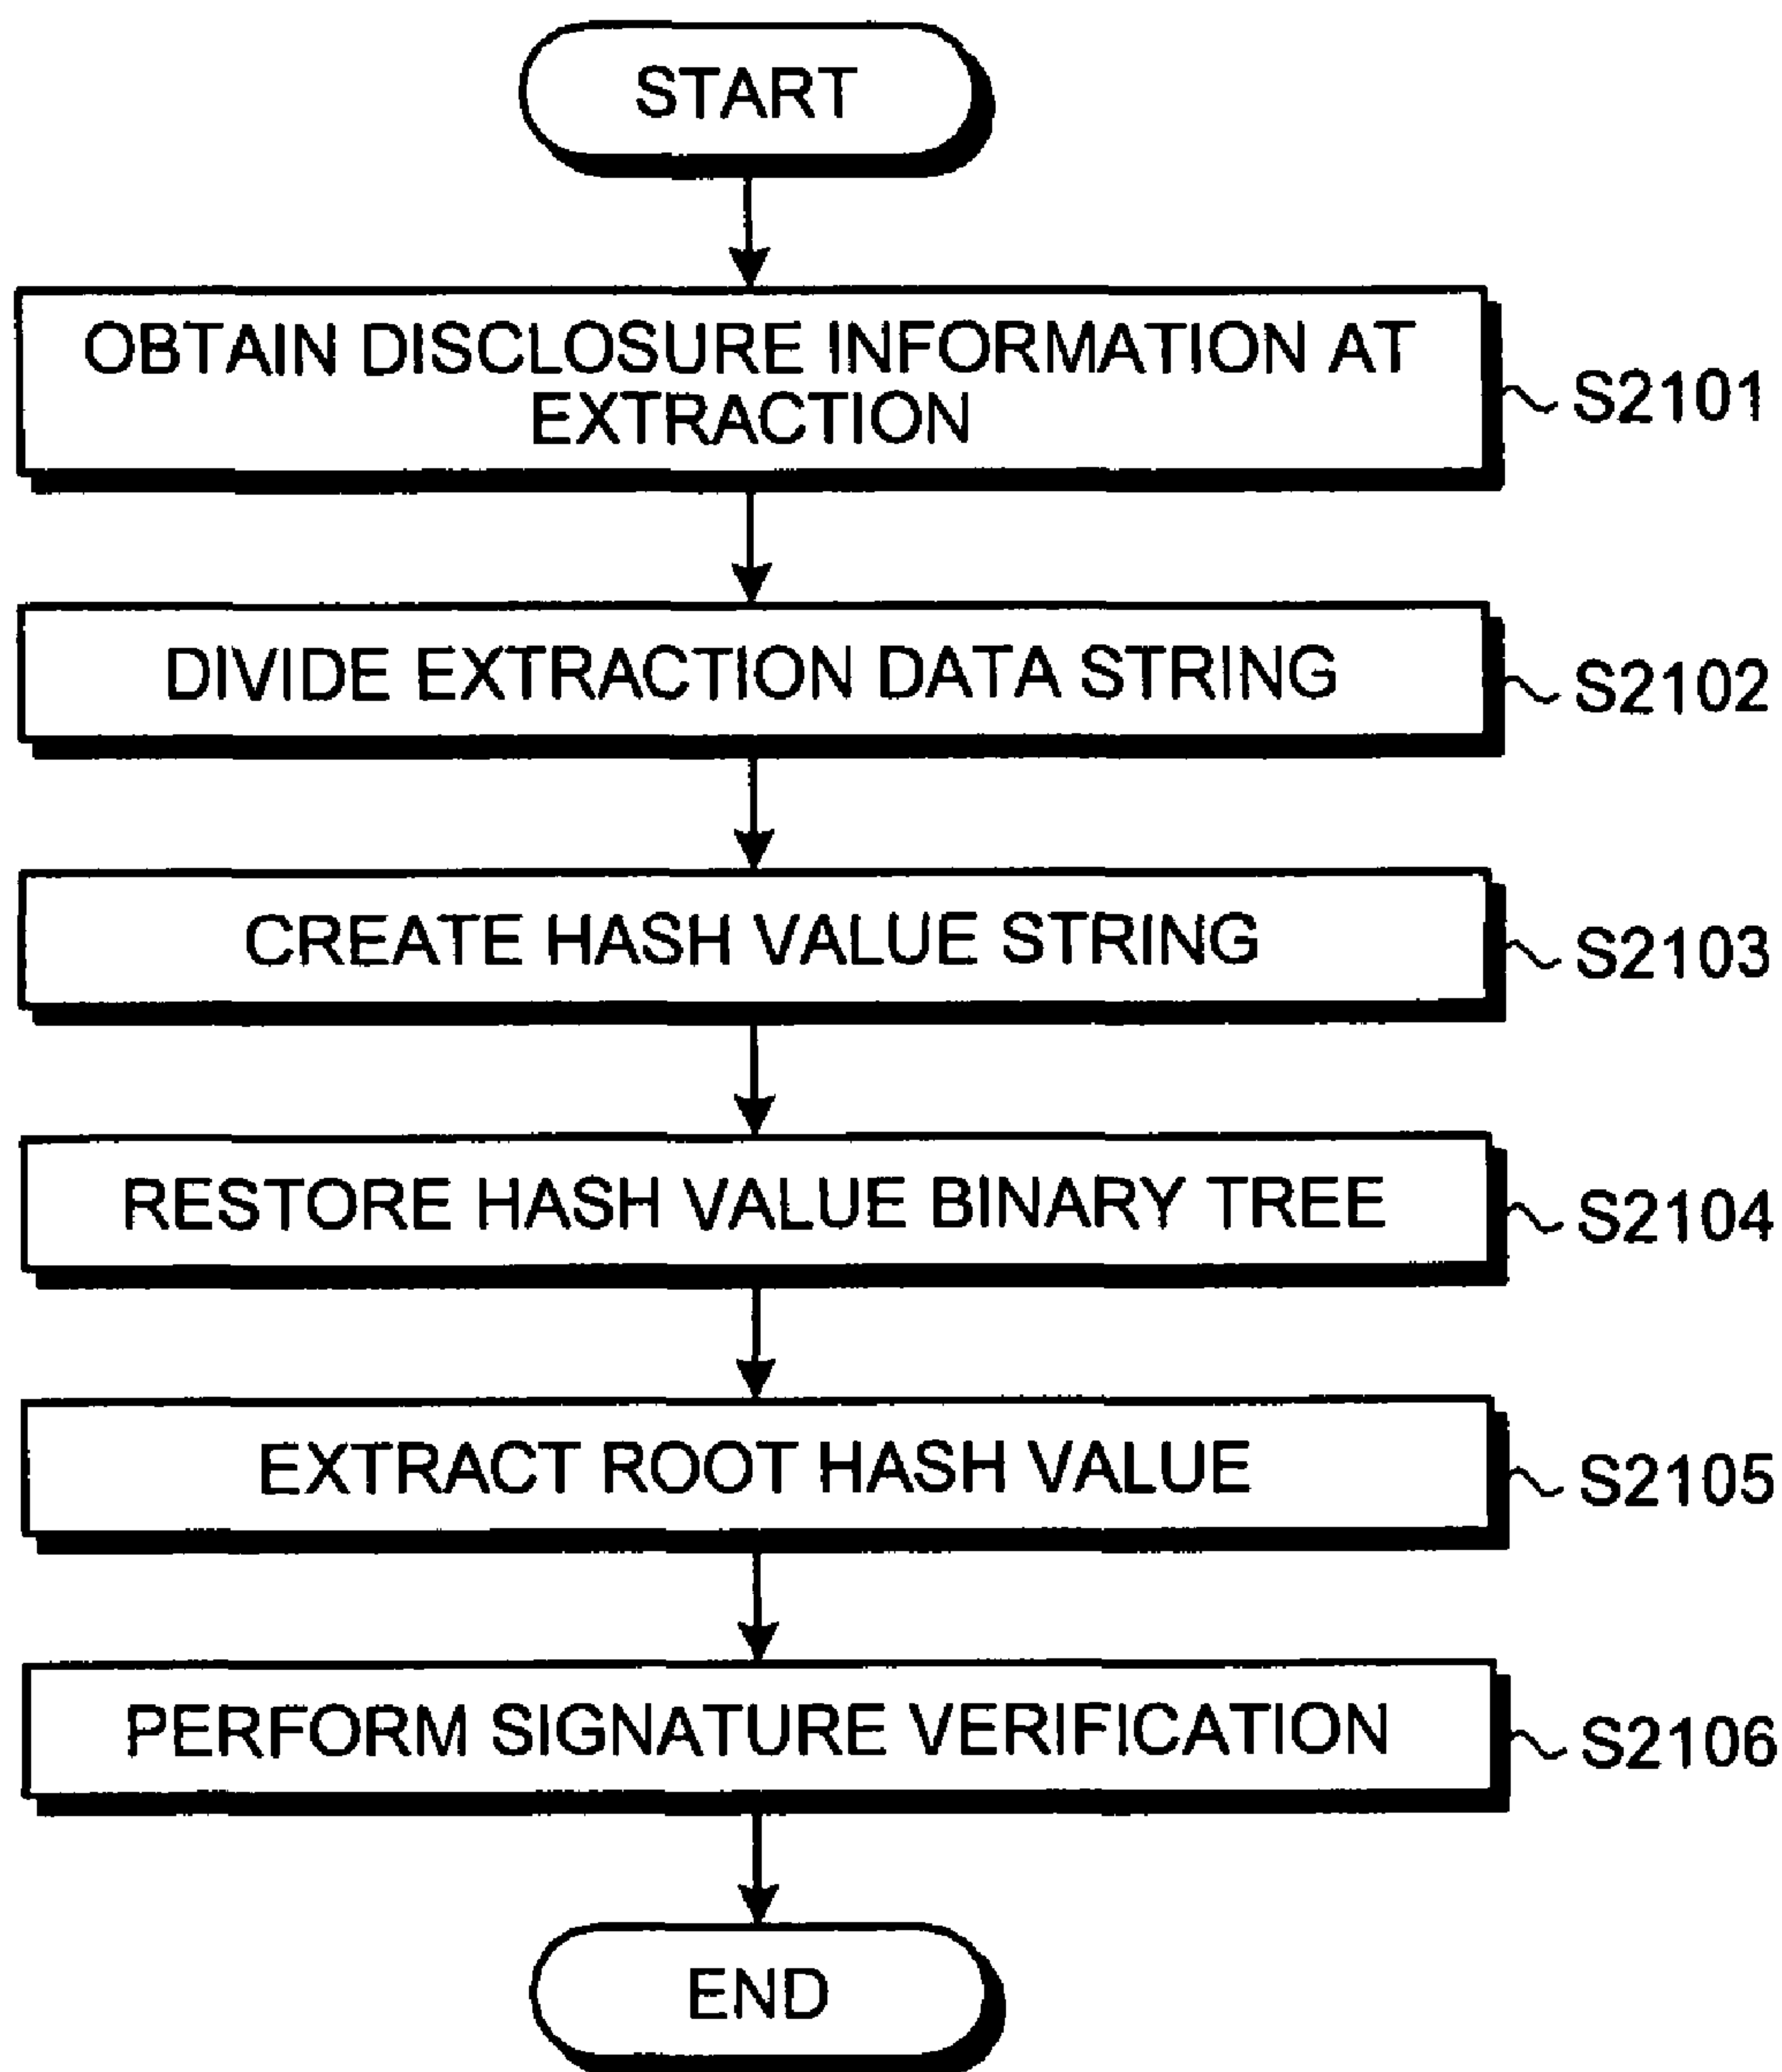 START
OBTAIN DISCLOSURE INFORMATION AT
EXTRACTION
S2101
DIVIDE EXTRACTION DATA STRING
S2102
CREATE HASH VALUE STRING
S2103
RESTORE HASH VALUE BINARY TREE
S2104
EXTRACT ROOT HASH VALUE
S2105
PERFORM SIGNATURE VERIFICATION
S2106
END